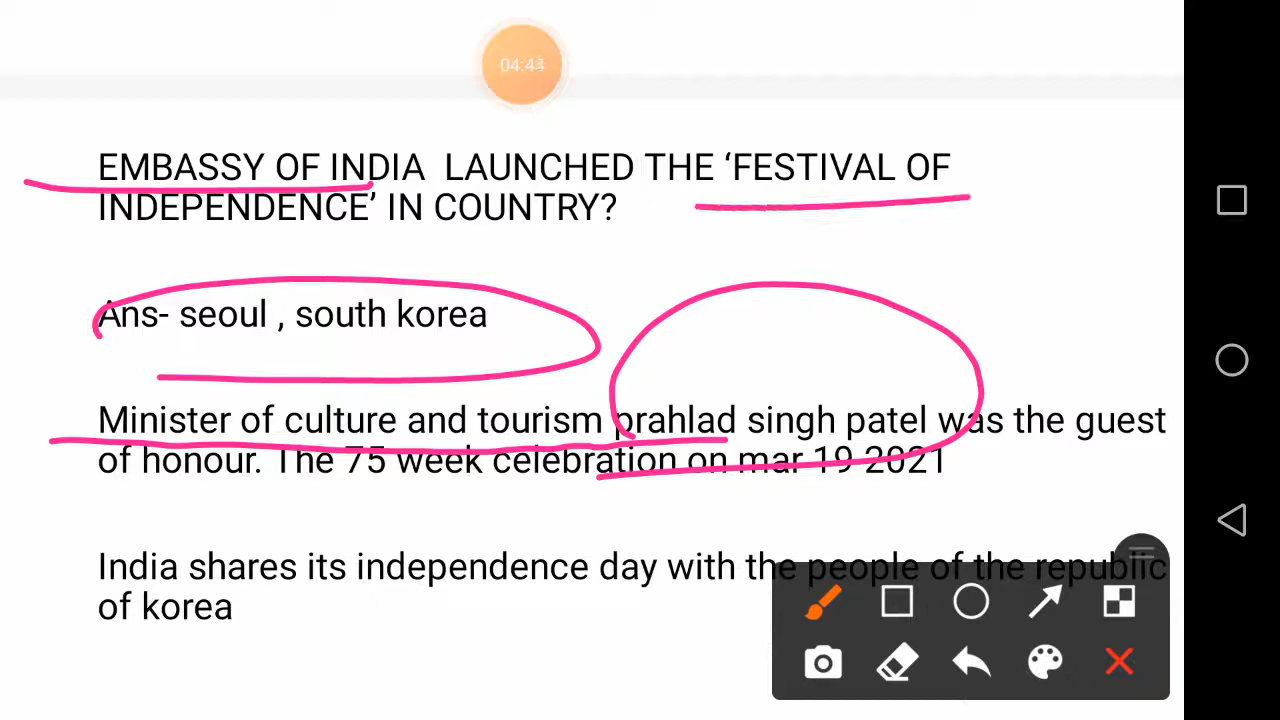 04:44
EMBASSY OF INDIA LAUNCHED THE ‘FESTIVAL OF
INDEPENDENCE’ IN COUNTRY?
Ans- seoul , south korea
Minister of culture and tourism prahlad singh patel was the guest
of honour. The 75 week celebration on mar 19 2021
India shares its independence day with the people of the republic
of korea